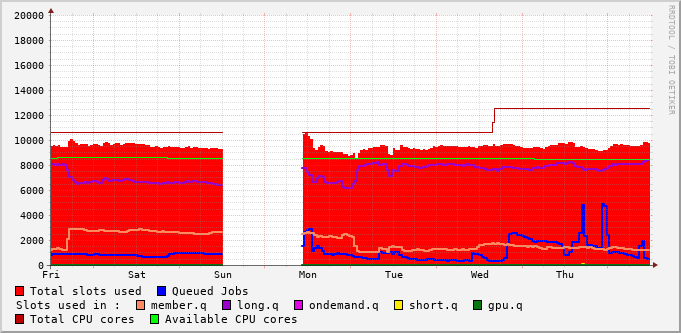 20000
18000
16000
14000
12000
10000
8000
6000
4000
2000
0
Fri Sat Sun Mon Tue Wed Thu
RRDTOOL / TOBI OETIKER
Total slots used Queued Jobs
Slots used in : member.q long.q ondemand.q short.q gpu.q
Total CPU cores Available CPU cores